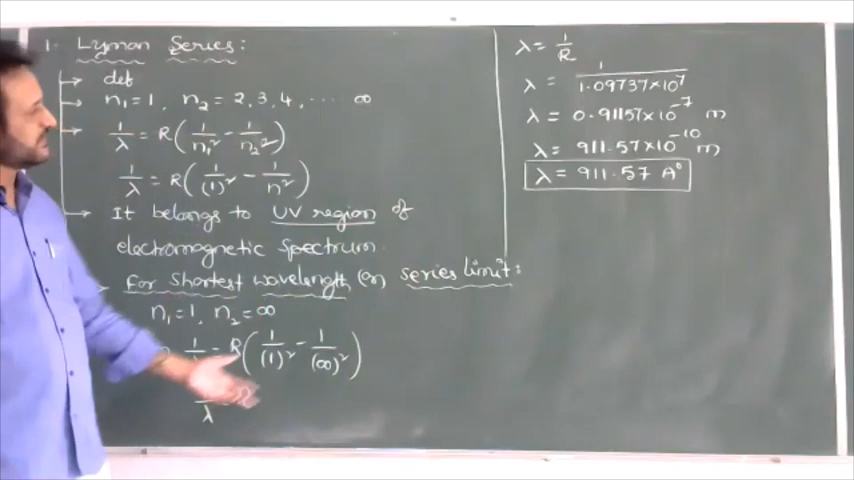 1. Lyman Series:
def
n₁=1, n₂ = 2, 3, 4, ..... ∞
1/λ = R(1/n₁² - 1/n₂²)
1/λ = R(1/(1)² - 1/n²)
It belongs to UV region of
electromagnetic Spectrum.
For Shortest wavelength (or) series limit:
n₁=1, n₂=∞
R(1/(1)² - 1/(∞)²)
λ
λ = 1/R
λ = 1/1.09737×10⁷
λ = 0.91157×10⁻⁷ m
λ = 911.57×10⁻¹⁰ m
λ = 911.57 A°